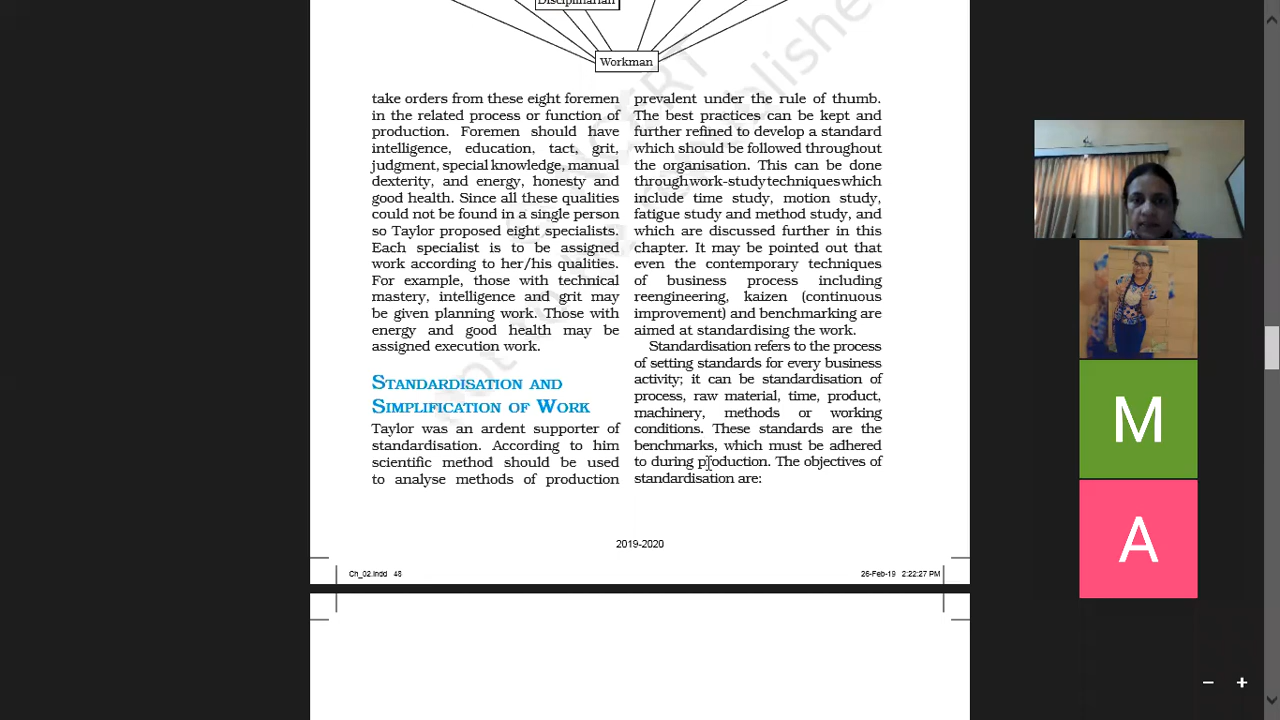 Disciplinarian
Workman
take orders from these eight foremen
in the related process or function of
production. Foremen should have
intelligence, education, tact, grit,
judgment, special knowledge, manual
dexterity, and energy, honesty and
good health. Since all these qualities
could not be found in a single person
so Taylor proposed eight specialists.
Each specialist is to be assigned
work according to her/his qualities.
For example, those with technical
mastery, intelligence and grit may
be given planning work. Those with
energy and good health may be
assigned execution work.
STANDARDISATION AND
SIMPLIFICATION OF WORK
Taylor was an ardent supporter of
standardisation. According to him
scientific method should be used
to analyse methods of production
prevalent under the rule of thumb.
The best practices can be kept and
further refined to develop a standard
which should be followed throughout
the organisation. This can be done
through work-study techniques which
include time study, motion study,
fatigue study and method study, and
which are discussed further in this
chapter. It may be pointed out that
even the contemporary techniques
of business process including
reengineering, kaizen (continuous
improvement) and benchmarking are
aimed at standardising the work.
Standardisation refers to the process
of setting standards for every business
activity; it can be standardisation of
process, raw material, time, product,
machinery, methods or working
conditions. These standards are the
benchmarks, which must be adhered
to during production. The objectives of
standardisation are:
2019-2020
Ch_02.indd 48
26-Feb-19 2:22:27 PM
M
A